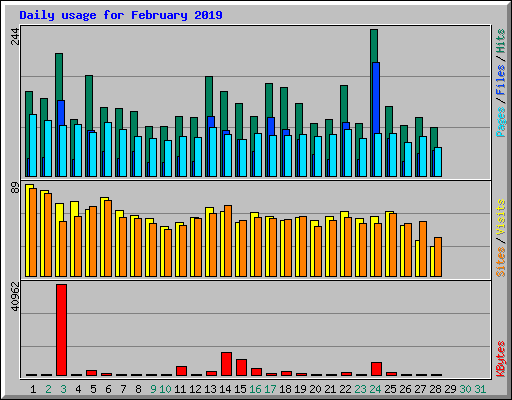 Daily usage for February 2019
244
Pages / Files / Hits
89
Sites / Visits
40962
KBytes
1 2 3 4 5 6 7 8 9 10 11 12 13 14 15 16 17 18 19 20 21 22 23 24 25 26 27 28 29 30 31